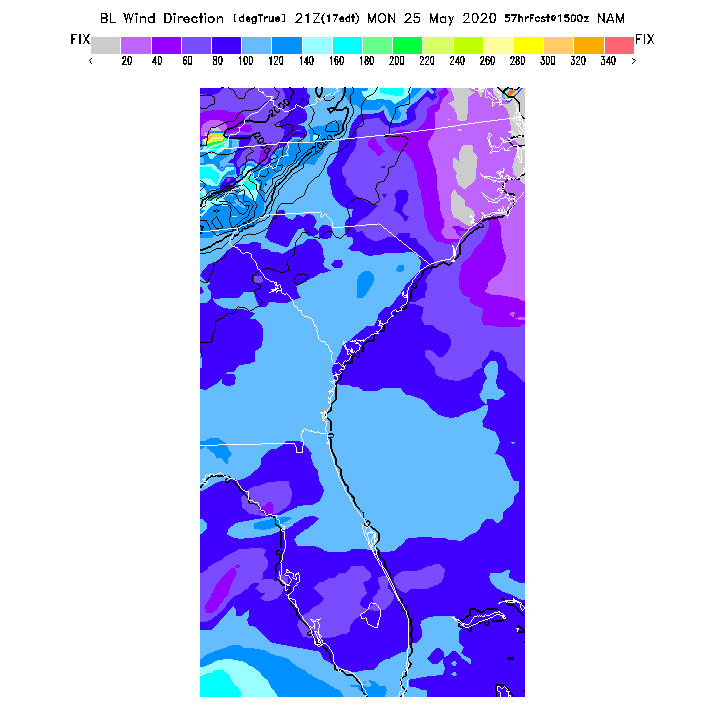 BL Wind Direction [degTrue] 21Z(17edt) MON 25 May 2020 57hrFcst@1500z NAM
FIX FIX
< 20 40 60 80 100 120 140 160 180 200 220 240 260 280 300 320 340 >
2000